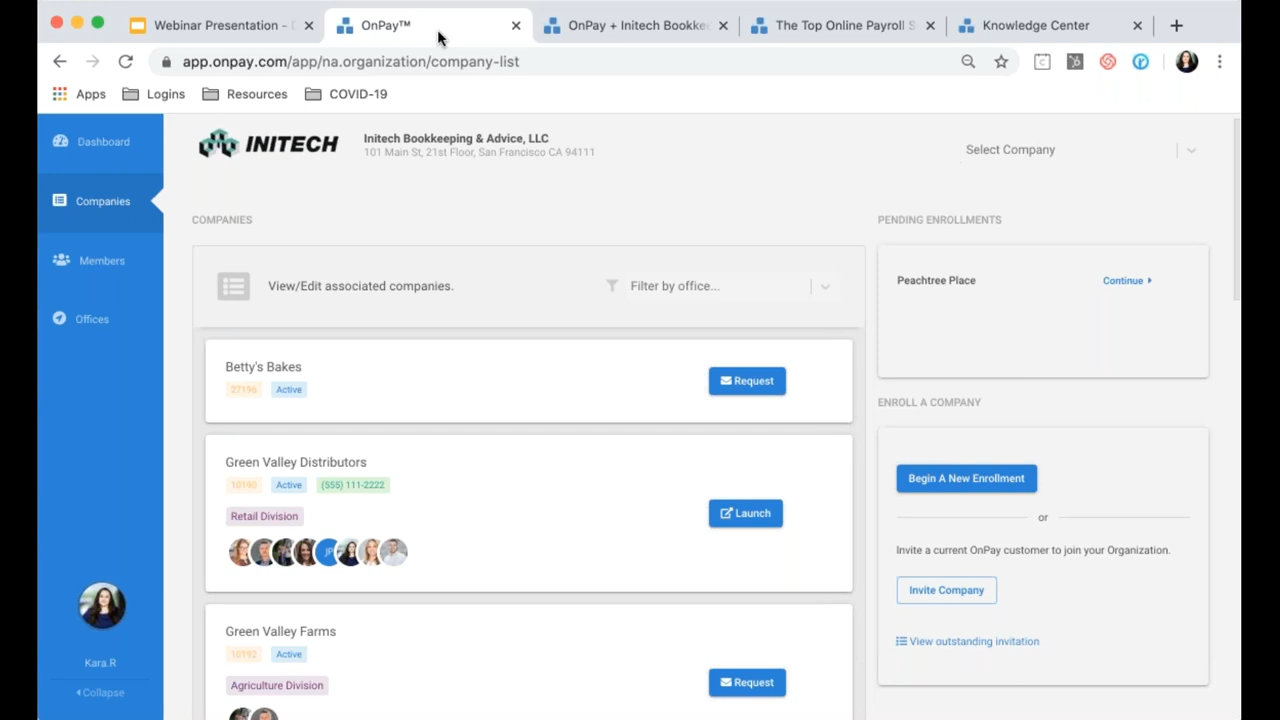 Webinar Presentation -
OnPay™
OnPay + Initech Bookke
The Top Online Payroll S
Knowledge Center
app.onpay.com/app/na.organization/company-list
Apps
Logins
Resources
COVID-19
Dashboard
Companies
Members
Offices
Kara.R
Collapse
INITECH
Initech Bookkeeping & Advice, LLC
101 Main St, 21st Floor, San Francisco CA 94111
Select Company
COMPANIES
View/Edit associated companies.
Filter by office...
Betty's Bakes
27196
Active
Request
Green Valley Distributors
10190
Active
(555) 111-2222
Retail Division
JP
Launch
Green Valley Farms
10192
Active
Agriculture Division
Request
PENDING ENROLLMENTS
Peachtree Place
Continue
ENROLL A COMPANY
Begin A New Enrollment
or
Invite a current OnPay customer to join your Organization.
Invite Company
View outstanding invitation